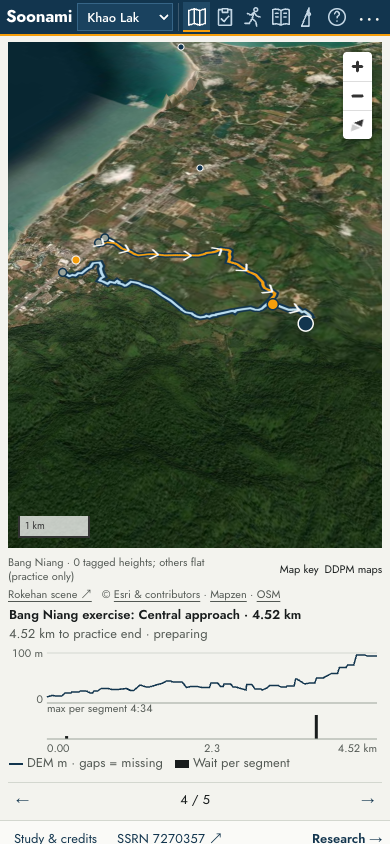 Soonami Khao Lak
1 km
Bang Niang · 0 tagged heights; others flat
(practice only)
Map key DDPM maps
Rokehan scene ↗ © Esri & contributors · Mapzen · OSM
Bang Niang exercise: Central approach · 4.52 km
4.52 km to practice end · preparing
100 m
0
max per segment 4:34
0.00 2.3 4.52 km
DEM m · gaps = missing Wait per segment
← 4 / 5 →
Study & credits SSRN 7270357 ↗ Research →